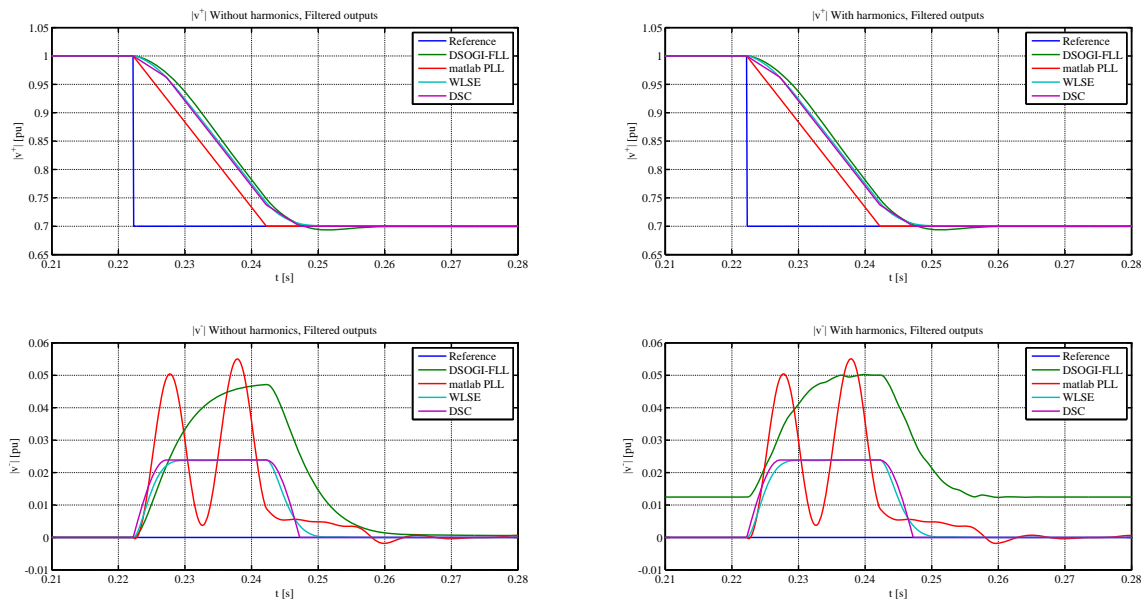 |v⁺| Without harmonics, Filtered outputs
1.05
1
0.95
0.9
0.85
0.8
0.75
0.7
0.65
|v⁺| [pu]
Reference
DSOGI-FLL
matlab PLL
WLSE
DSC
0.21 0.22 0.23 0.24 0.25 0.26 0.27 0.28
t [s]
|v⁺| With harmonics, Filtered outputs
1.05
1
0.95
0.9
0.85
0.8
0.75
0.7
0.65
|v⁺| [pu]
Reference
DSOGI-FLL
matlab PLL
WLSE
DSC
0.21 0.22 0.23 0.24 0.25 0.26 0.27 0.28
t [s]
|v⁻| Without harmonics, Filtered outputs
0.06
0.05
0.04
0.03
0.02
0.01
0
-0.01
|v⁻| [pu]
Reference
DSOGI-FLL
matlab PLL
WLSE
DSC
0.21 0.22 0.23 0.24 0.25 0.26 0.27 0.28
t [s]
|v⁻| With harmonics, Filtered outputs
0.06
0.05
0.04
0.03
0.02
0.01
0
-0.01
|v⁻| [pu]
Reference
DSOGI-FLL
matlab PLL
WLSE
DSC
0.21 0.22 0.23 0.24 0.25 0.26 0.27 0.28
t [s]